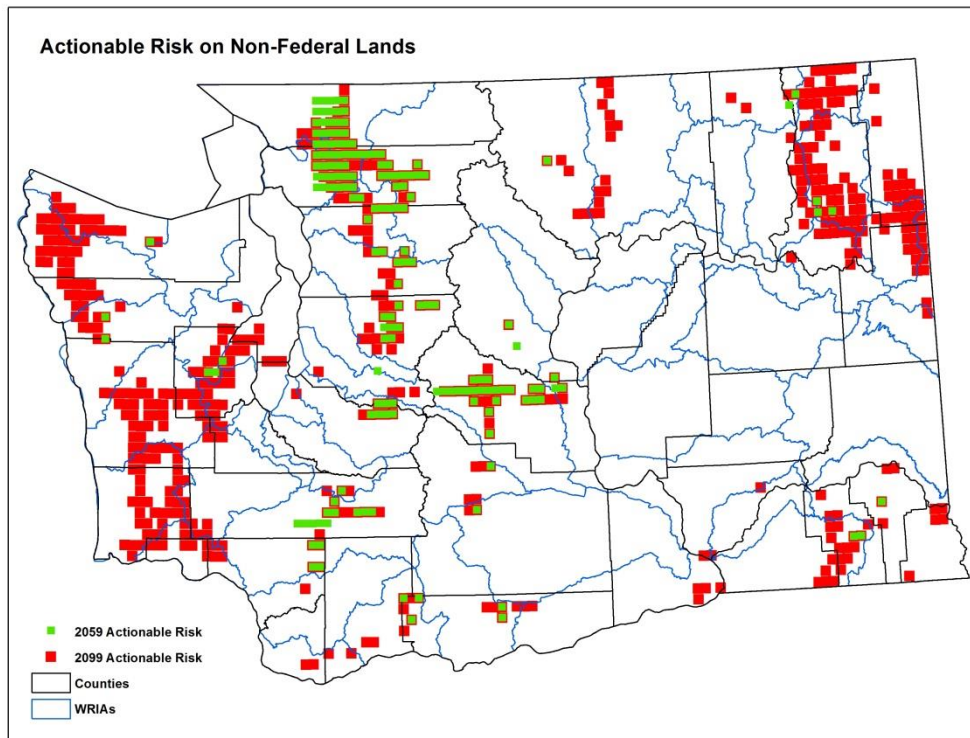 Actionable Risk on Non-Federal Lands
2059 Actionable Risk
2099 Actionable Risk
Counties
WRIAs